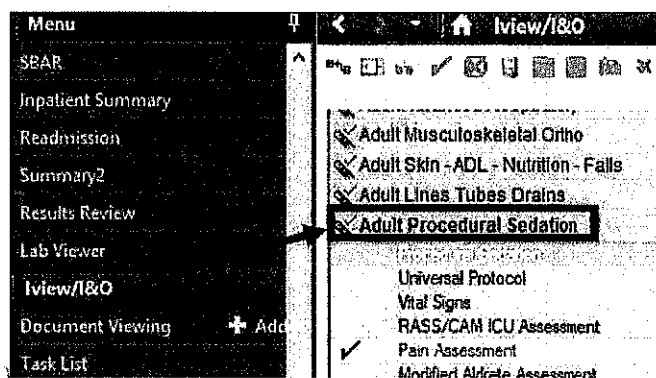 Menu
SBAR
Inpatient Summary
Readmission
Summary2
Results Review
Lab Viewer
Iview/I&O
Document Viewing
Add
Task List
Iview/I&O
Adult Musculoskeletal Ortho
Adult Skin - ADL - Nutrition - Falls
Adult Lines Tubes Drains
Adult Procedural Sedation
Universal Protocol
Vital Signs
RASS/CAM ICU Assessment
Pain Assessment
Modified Aldrete Assessment